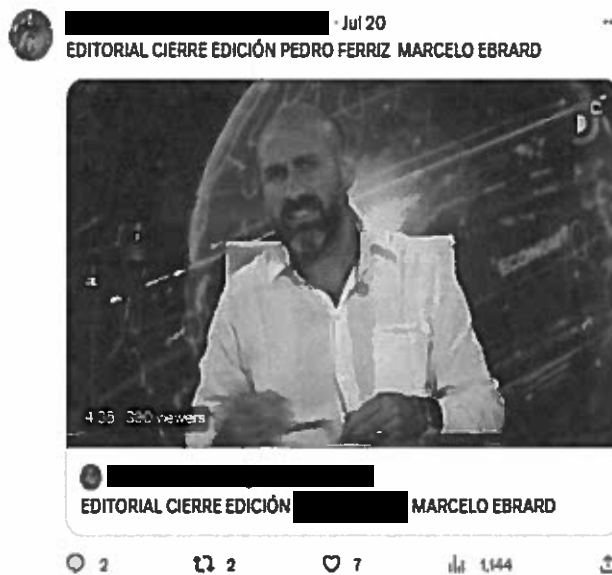 · Jul 20
EDITORIAL CIERRE EDICIÓN PEDRO FERRIZ MARCELO EBRARD
ECONOMY
4:35 390 viewers
EDITORIAL CIERRE EDICIÓN MARCELO EBRARD
2 2 7 1,144